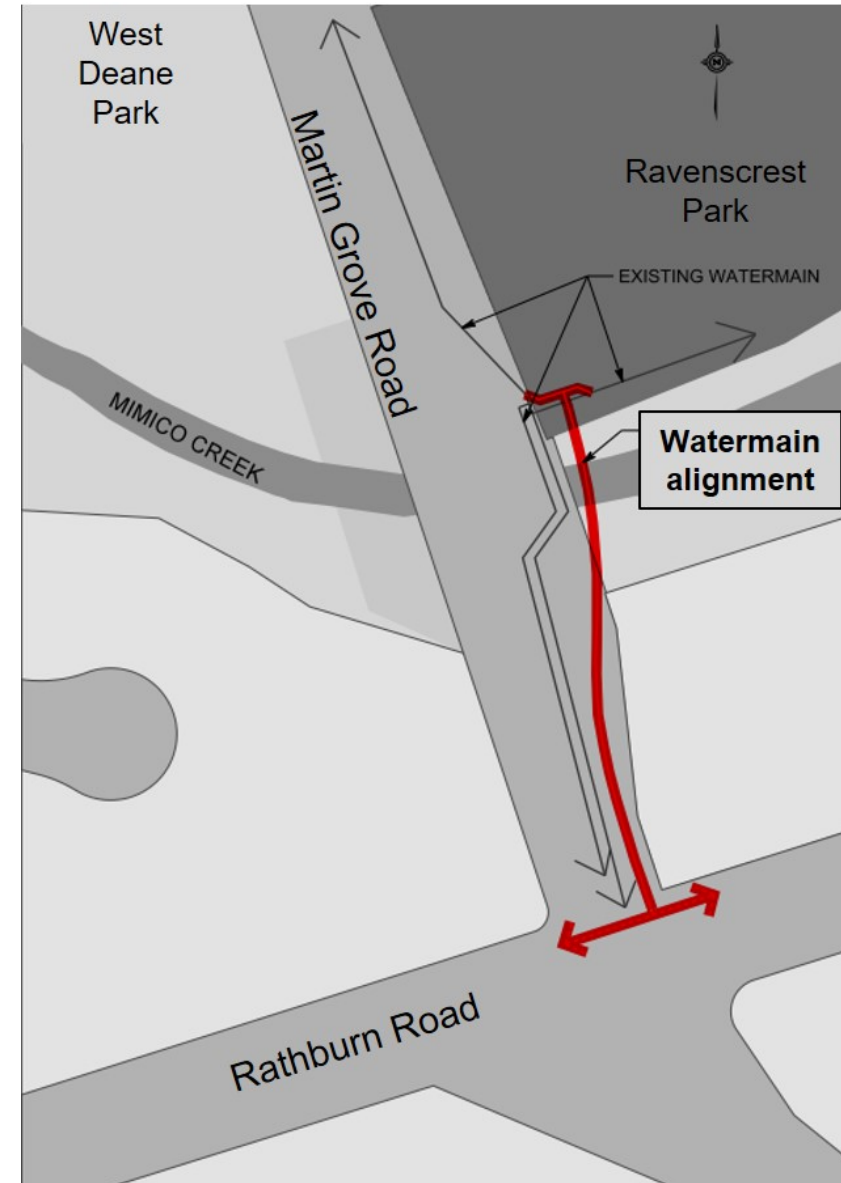 West
Deane
Park
N
Martin Grove Road
Ravenscrest
Park
EXISTING WATERMAIN
MIMICO CREEK
Watermain
alignment
Rathburn Road